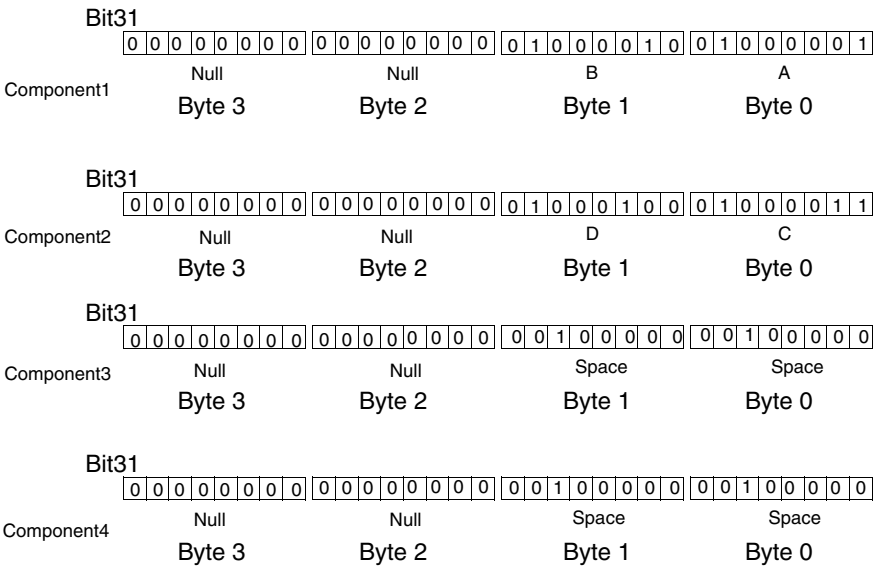 Bit31
0 0 0 0 0 0 0 0 0 0 0 0 0 0 0 0 0 1 0 0 0 0 1 0 0 1 0 0 0 0 0 1
Null Null B A
Component1
Byte 3 Byte 2 Byte 1 Byte 0
Bit31
0 0 0 0 0 0 0 0 0 0 0 0 0 0 0 0 0 1 0 0 0 1 0 0 0 1 0 0 0 0 1 1
Component2 Null Null D C
Byte 3 Byte 2 Byte 1 Byte 0
Bit31
0 0 0 0 0 0 0 0 0 0 0 0 0 0 0 0 0 0 1 0 0 0 0 0 0 0 1 0 0 0 0 0
Component3 Null Null Space Space
Byte 3 Byte 2 Byte 1 Byte 0
Bit31
0 0 0 0 0 0 0 0 0 0 0 0 0 0 0 0 0 0 1 0 0 0 0 0 0 0 1 0 0 0 0 0
Null Null Space Space
Component4
Byte 3 Byte 2 Byte 1 Byte 0